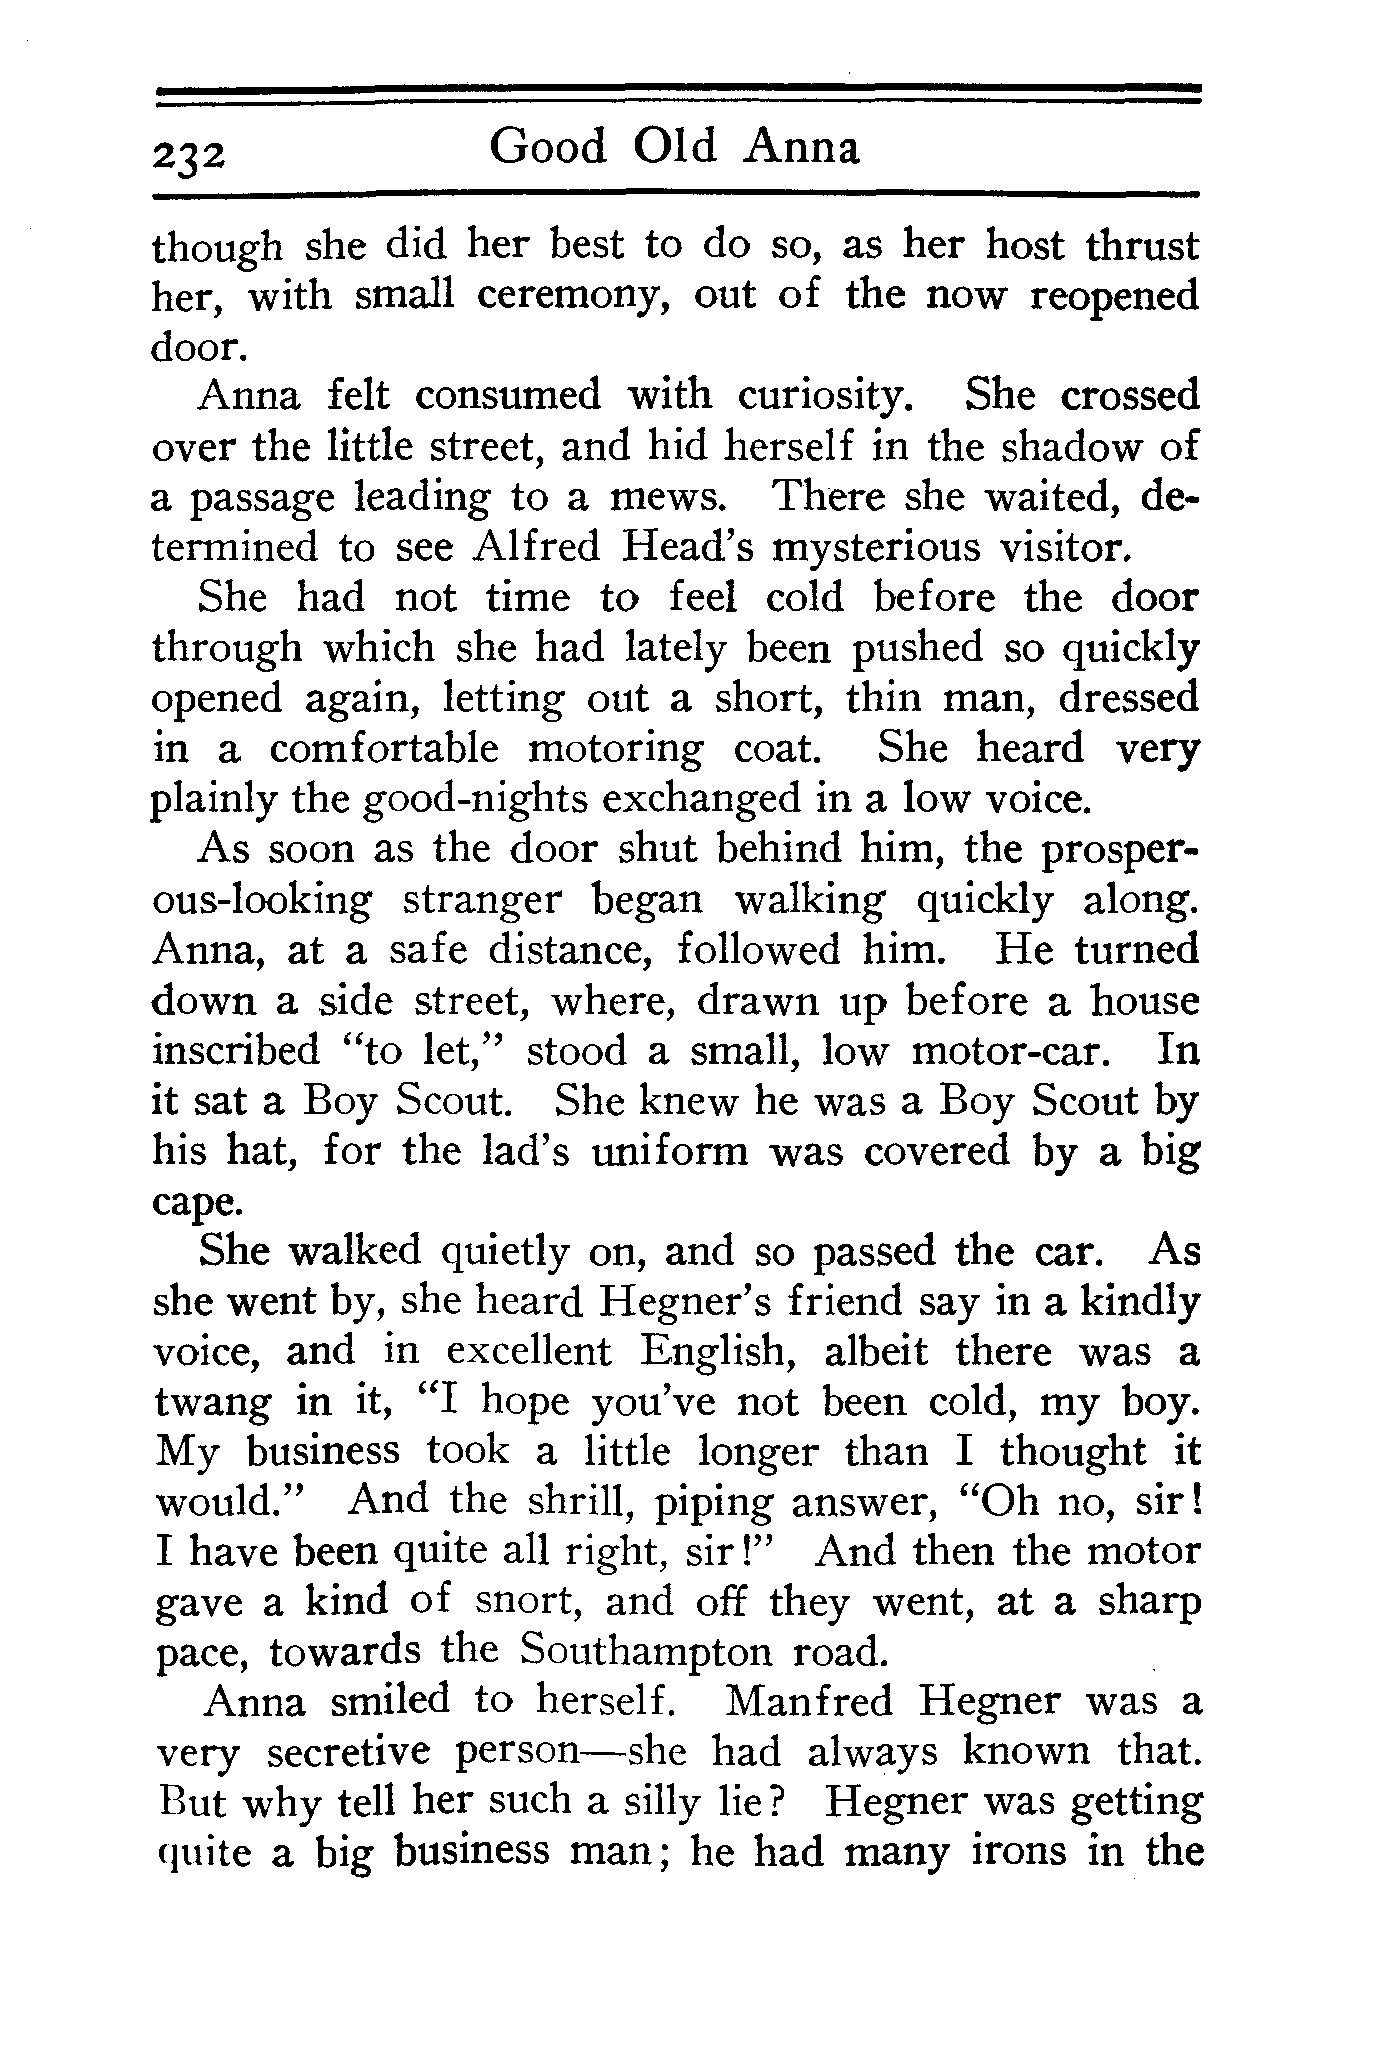 232 Good Old Anna
though she did her best to do so, as her host thrust
her, with small ceremony, out of the now reopened
door.
Anna felt consumed with curiosity. She crossed
over the little street, and hid herself in the shadow of
a passage leading to a mews. There she waited, de-
termined to see Alfred Head's mysterious visitor.
She had not time to feel cold before the door
through which she had lately been pushed so quickly
opened again, letting out a short, thin man, dressed
in a comfortable motoring coat. She heard very
plainly the good-nights exchanged in a low voice.
As soon as the door shut behind him, the prosper-
ous-looking stranger began walking quickly along.
Anna, at a safe distance, followed him. He turned
down a side street, where, drawn up before a house
inscribed "to let," stood a small, low motor-car. In
it sat a Boy Scout. She knew he was a Boy Scout by
his hat, for the lad's uniform was covered by a big
cape.
She walked quietly on, and so passed the car. As
she went by, she heard Hegner's friend say in a kindly
voice, and in excellent English, albeit there was a
twang in it, "I hope you've not been cold, my boy.
My business took a little longer than I thought it
would." And the shrill, piping answer, "Oh no, sir!
I have been quite all right, sir!" And then the motor
gave a kind of snort, and off they went, at a sharp
pace, towards the Southampton road.
Anna smiled to herself. Manfred Hegner was a
very secretive person—she had always known that.
But why tell her such a silly lie? Hegner was getting
quite a big business man; he had many irons in the